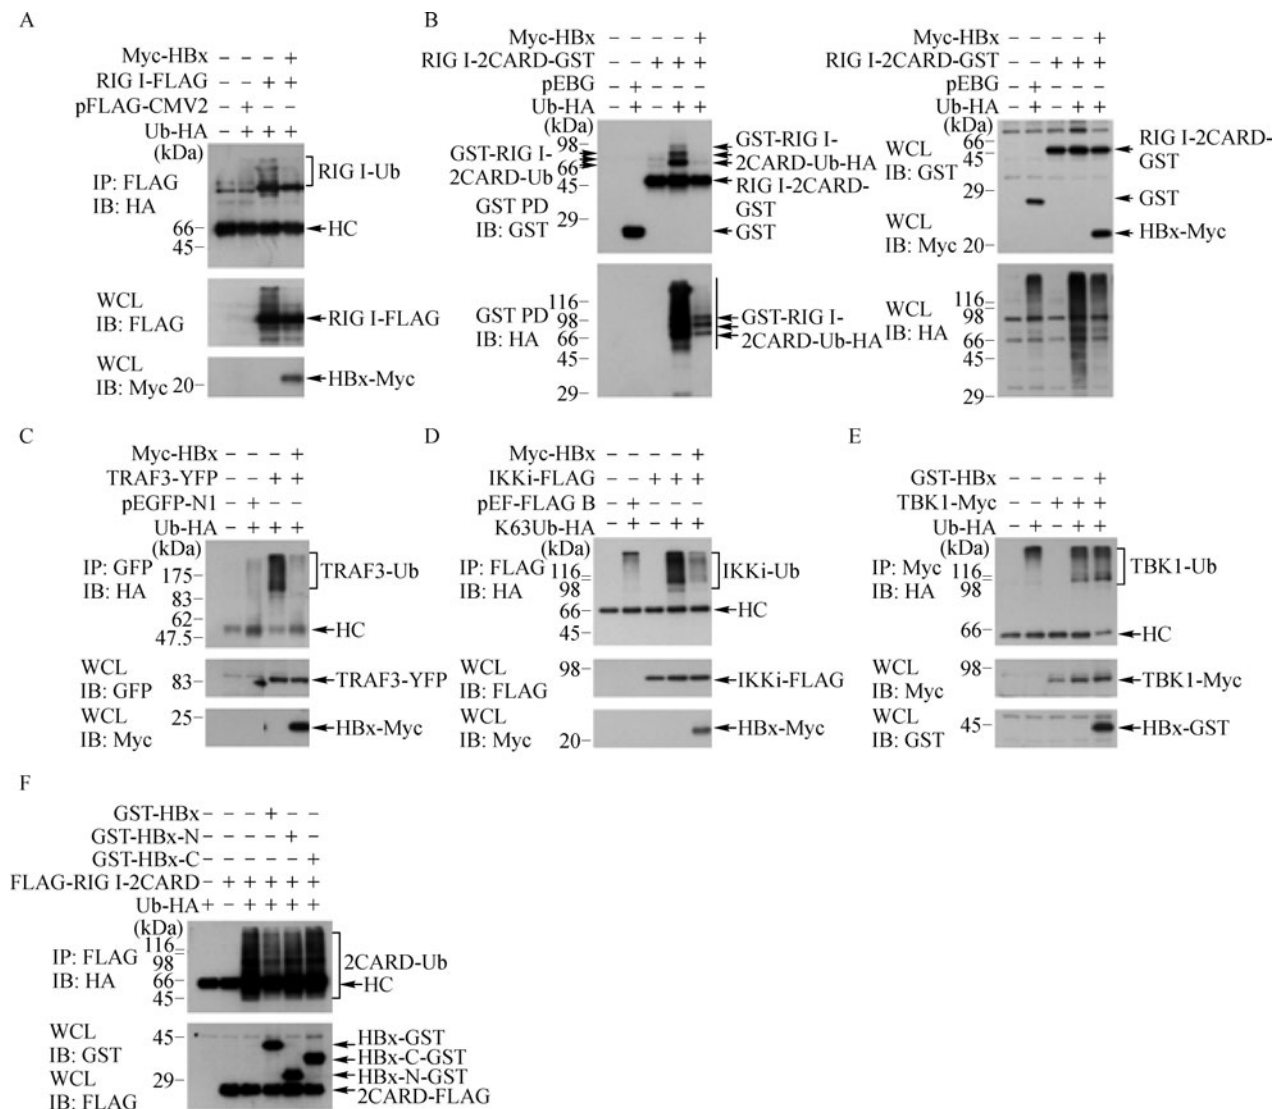 A
Myc-HBx − − − +
RIG I-FLAG − − + +
pFLAG-CMV2 − + − −
Ub-HA − + + +
(kDa)
IP: FLAG
IB: HA
RIG I-Ub
66
HC
45
WCL
IB: FLAG
RIG I-FLAG
WCL
IB: Myc
20
HBx-Myc
B
Myc-HBx − − − − +
RIG I-2CARD-GST − − + + +
pEBG − + − − −
Ub-HA − + − + +
(kDa)
98
66
45
29
GST-RIG I-
2CARD-Ub
GST PD
IB: GST
GST-RIG I-
2CARD-Ub-HA
RIG I-2CARD-
GST
GST
GST PD
IB: HA
116
98
66
45
29
GST-RIG I-
2CARD-Ub-HA
Myc-HBx − − − − +
RIG I-2CARD-GST − − + + +
pEBG − + − − −
Ub-HA − + − + +
(kDa)
98
66
45
29
20
WCL
IB: GST
WCL
IB: Myc
RIG I-2CARD-
GST
GST
HBx-Myc
WCL
IB: HA
116
98
66
45
29
C
Myc-HBx − − − +
TRAF3-YFP − − + +
pEGFP-N1 − + − −
Ub-HA − + + +
(kDa)
IP: GFP
IB: HA
175
83
62
47.5
TRAF3-Ub
HC
WCL
IB: GFP
83
TRAF3-YFP
WCL
IB: Myc
25
HBx-Myc
D
Myc-HBx − − − − +
IKKi-FLAG − − + + +
pEF-FLAG B − + − − −
K63Ub-HA − + − + +
(kDa)
IP: FLAG
IB: HA
116
98
66
45
IKKi-Ub
HC
WCL
IB: FLAG
98
IKKi-FLAG
WCL
IB: Myc
20
HBx-Myc
E
GST-HBx − − − − +
TBK1-Myc − − + + +
Ub-HA − + − + +
(kDa)
IP: Myc
IB: HA
116
98
66
TBK1-Ub
HC
WCL
IB: Myc
98
TBK1-Myc
WCL
IB: GST
45
HBx-GST
F
GST-HBx − − − + − −
GST-HBx-N − − − − + −
GST-HBx-C − − − − − +
FLAG-RIG I-2CARD − + + + + +
Ub-HA + − + + + +
(kDa)
IP: FLAG
IB: HA
116
98
66
45
2CARD-Ub
HC
WCL
IB: GST
WCL
IB: FLAG
45
29
HBx-GST
HBx-C-GST
HBx-N-GST
2CARD-FLAG